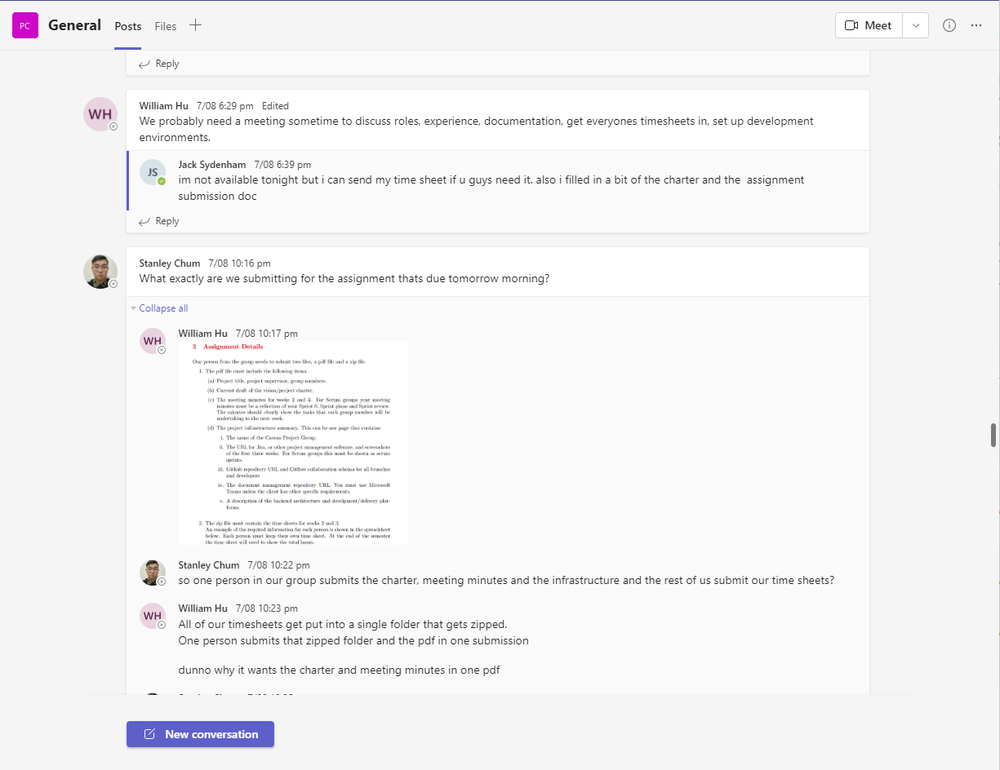 PC
General
Posts
Files
Meet
Reply
William Hu 7/08 6:29 pm Edited
We probably need a meeting sometime to discuss roles, experience, documentation, get everyones timesheets in, set up development
environments.
WH
Jack Sydenham 7/08 6:39 pm
im not available tonight but i can send my time sheet if u guys need it. also i filled in a bit of the charter and the assignment
submission doc
JS
Reply
Stanley Chum 7/08 10:16 pm
What exactly are we submitting for the assignment thats due tomorrow morning?
Collapse all
William Hu 7/08 10:17 pm
WH
3 Assignment Details
One person from the group needs to submit two files, a pdf file and a zip file.
1. The pdf file must include the following items:
(a) Project title, project supervisor, group members.
(b) Current draft of the vision/project charter.
(c) The meeting minutes for weeks 2 and 3. For Scrum groups your meeting
minutes must be a reflection of your Sprint 0, Sprint plans and Sprint review.
The minutes should clearly show the tasks that each group member will be
undertaking in the next week.
(d) The project infrastructure summary. This can be one page that contains:
i. The name of the Canvas Project Group.
ii. The URL for Jira, or other project management software, and screenshots
of the first three weeks. For Scrum groups this must be shown as scrum
sprints.
iii. Github repository URL and Gitflow collaboration schema for all branches
and developers
iv. The document management repository URL. You must use Microsoft
Teams unless the client has other specific requirements.
v. A description of the backend architecture and develpment/delivery plat-
forms.
2. The zip file must contain the time sheets for weeks 2 and 3.
An example of the required information for each person is shown in the spreadsheet
below. Each person must keep their own time sheet. At the end of the semester
the time sheet will need to show the total hours.
Stanley Chum 7/08 10:22 pm
so one person in our group submits the charter, meeting minutes and the infrastructure and the rest of us submit our time sheets?
William Hu 7/08 10:23 pm
WH
All of our timesheets get put into a single folder that gets zipped.
One person submits that zipped folder and the pdf in one submission
dunno why it wants the charter and meeting minutes in one pdf
New conversation